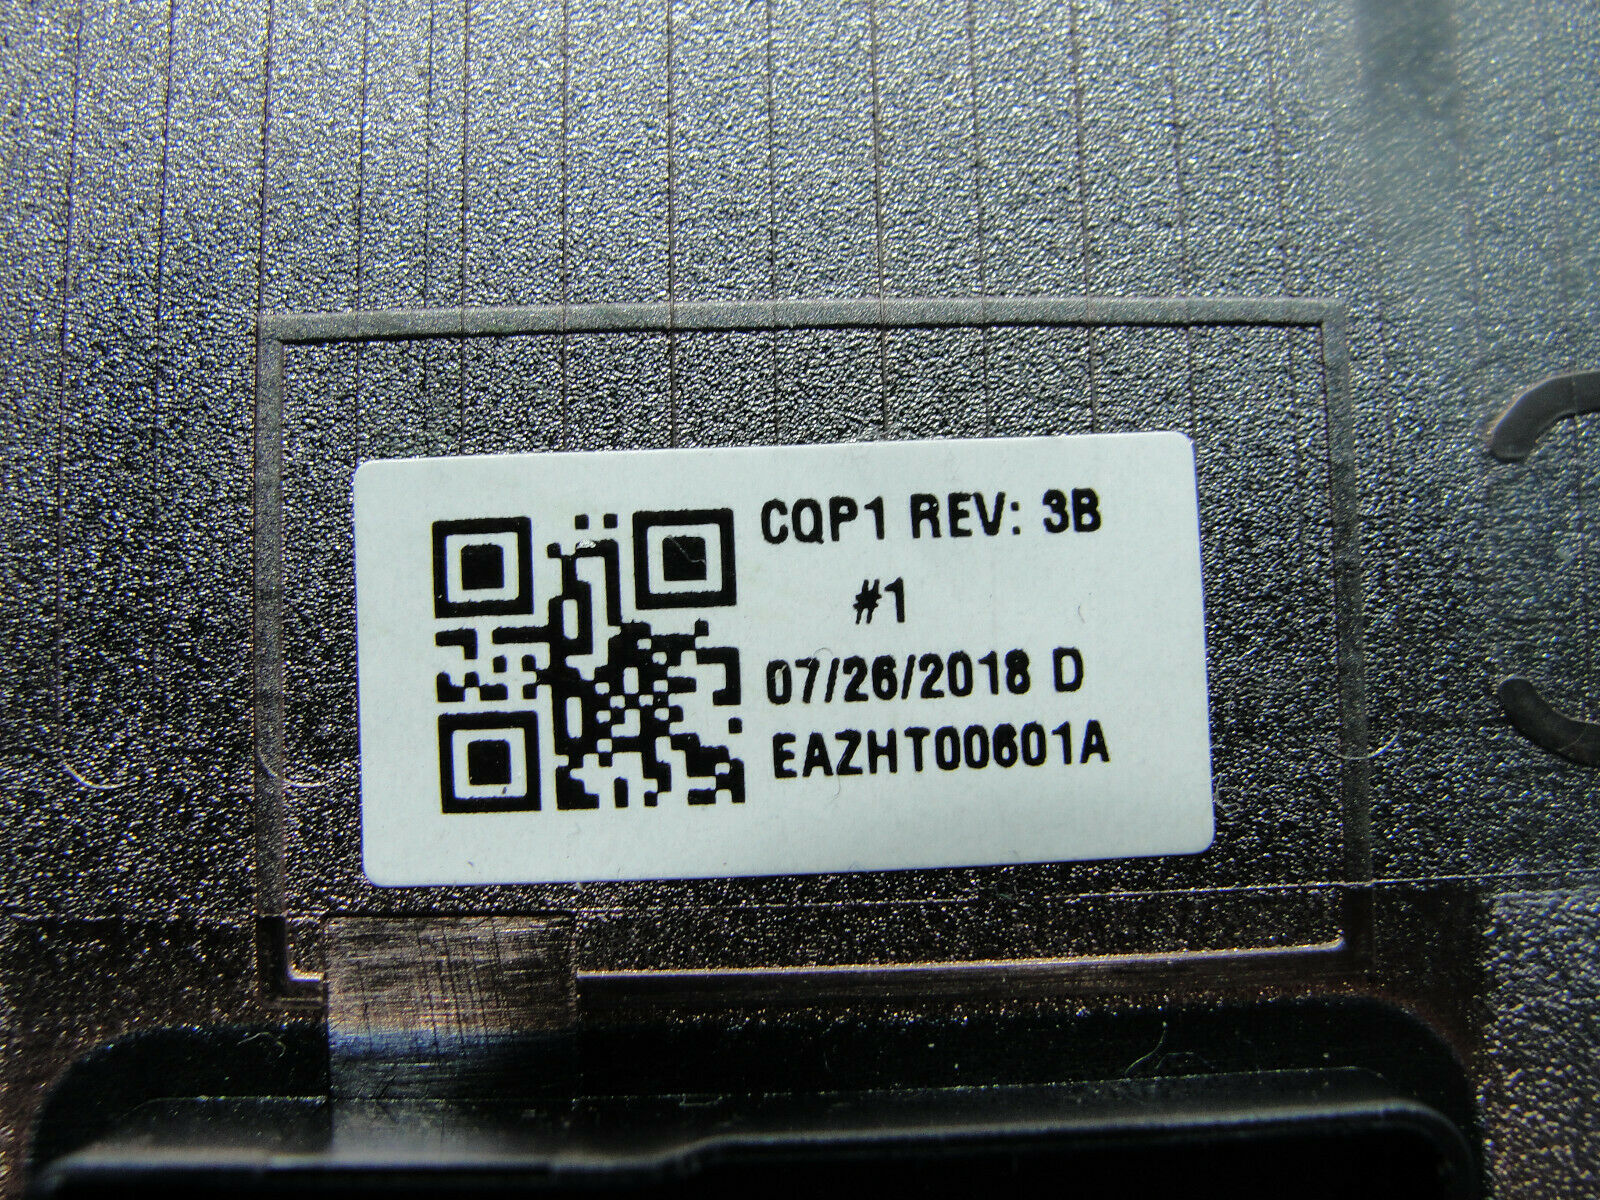 CQP1 REV: 3B
#1
07/26/2018 D
EAZHT00601A